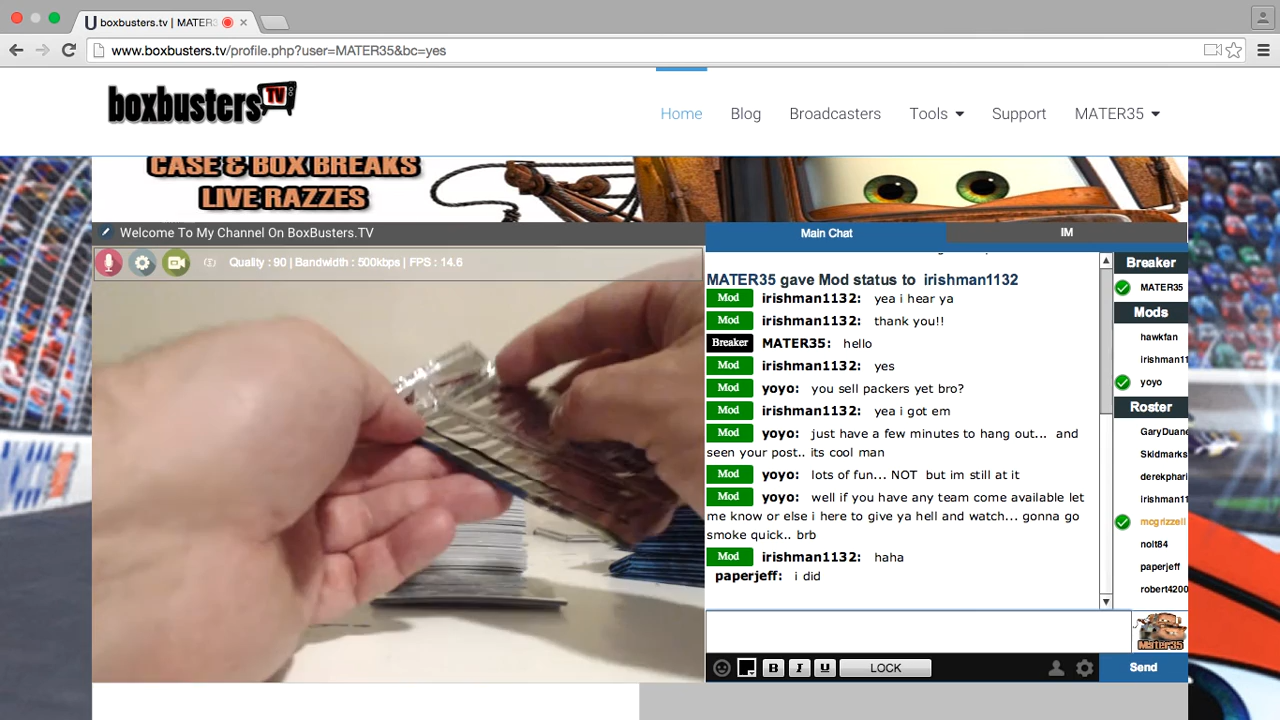 boxbusters.tv | MATER3
www.boxbusters.tv/profile.php?user=MATER35&bc=yes
boxbusters TV
Home Blog Broadcasters Tools Support MATER35
CASE & BOX BREAKS
LIVE RAZZES
Welcome To My Channel On BoxBusters.TV
Quality : 90 | Bandwidth : 500kbps | FPS : 14.6
Main Chat IM
MATER35 gave Mod status to irishman1132
Mod irishman1132: yea i hear ya
Mod irishman1132: thank you!!
Breaker MATER35: hello
Mod irishman1132: yes
Mod yoyo: you sell packers yet bro?
Mod irishman1132: yea i got em
Mod yoyo: just have a few minutes to hang out... and
seen your post.. its cool man
Mod yoyo: lots of fun... NOT but im still at it
Mod yoyo: well if you have any team come available let
me know or else i here to give ya hell and watch... gonna go
smoke quick.. brb
Mod irishman1132: haha
paperjeff: i did
Breaker
MATER35
Mods
hawkfan
irishman11
yoyo
Roster
GaryDuane
Skidmarks
derekphari
irishman11
mcgrizzell
nolt84
paperjeff
robert4200
Mater35
B I U LOCK Send